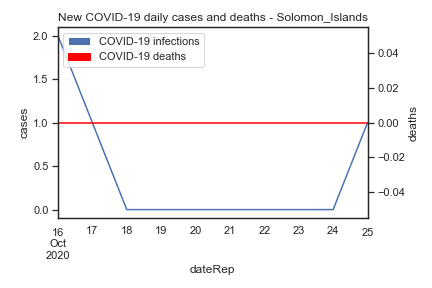 New COVID-19 daily cases and deaths - Solomon_Islands
COVID-19 infections
COVID-19 deaths
2.0
1.5
1.0
0.5
0.0
cases
0.04
0.02
0.00
−0.02
−0.04
deaths
16 17 18 19 20 21 22 23 24 25
Oct
2020
dateRep